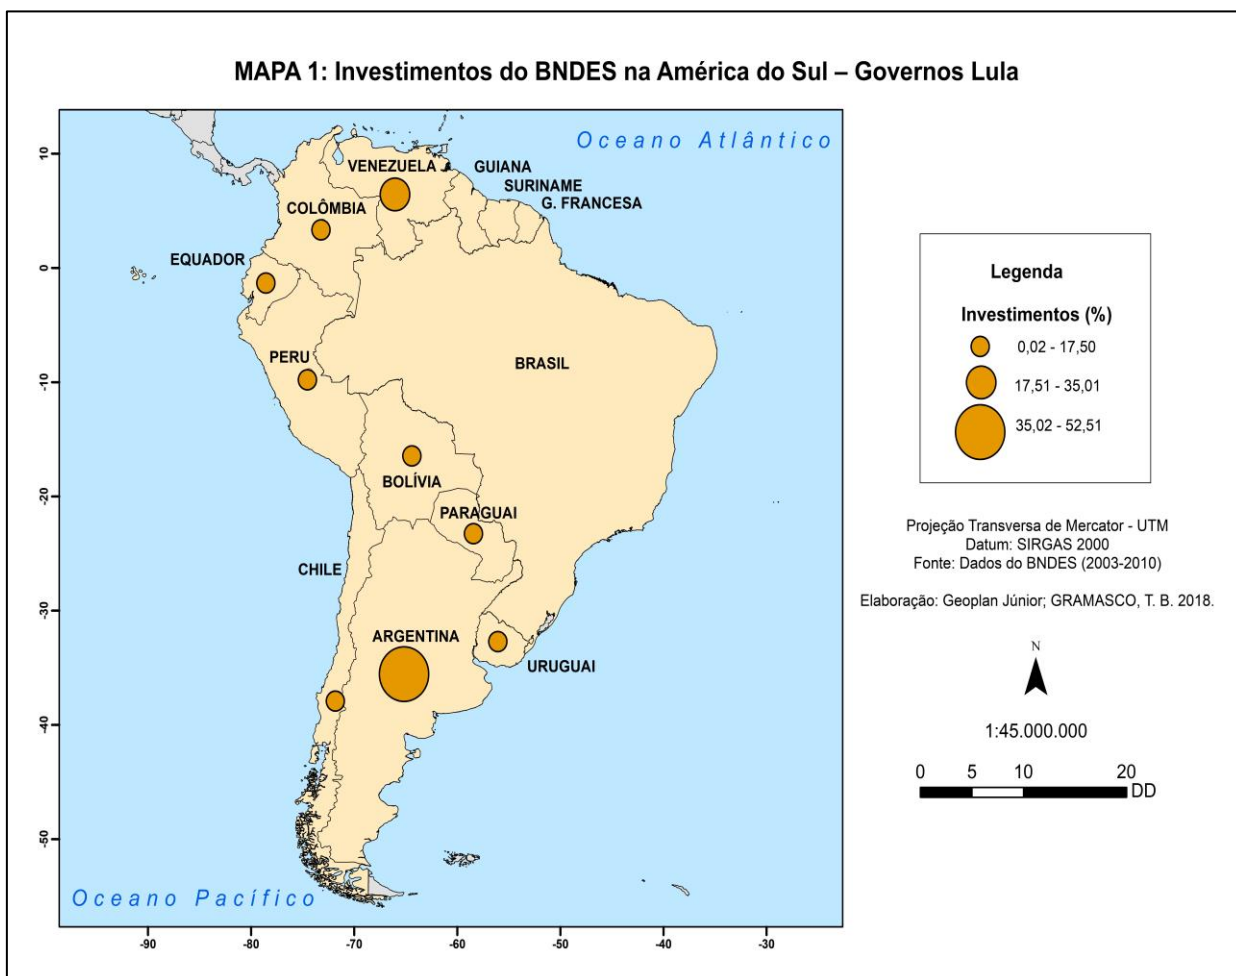 MAPA 1: Investimentos do BNDES na América do Sul – Governos Lula
Oceano Atlântico
VENEZUELA
GUIANA
SURINAME
G. FRANCESA
COLÔMBIA
EQUADOR
PERU
BRASIL
BOLÍVIA
PARAGUAI
CHILE
ARGENTINA
URUGUAI
Oceano Pacífico
10
0
-10
-20
-30
-40
-50
-90
-80
-70
-60
-50
-40
-30
Legenda
Investimentos (%)
0,02 - 17,50
17,51 - 35,01
35,02 - 52,51
Projeção Transversa de Mercator - UTM
Datum: SIRGAS 2000
Fonte: Dados do BNDES (2003-2010)
Elaboração: Geoplan Júnior; GRAMASCO, T. B. 2018.
N
1:45.000.000
0 5 10 20
DD